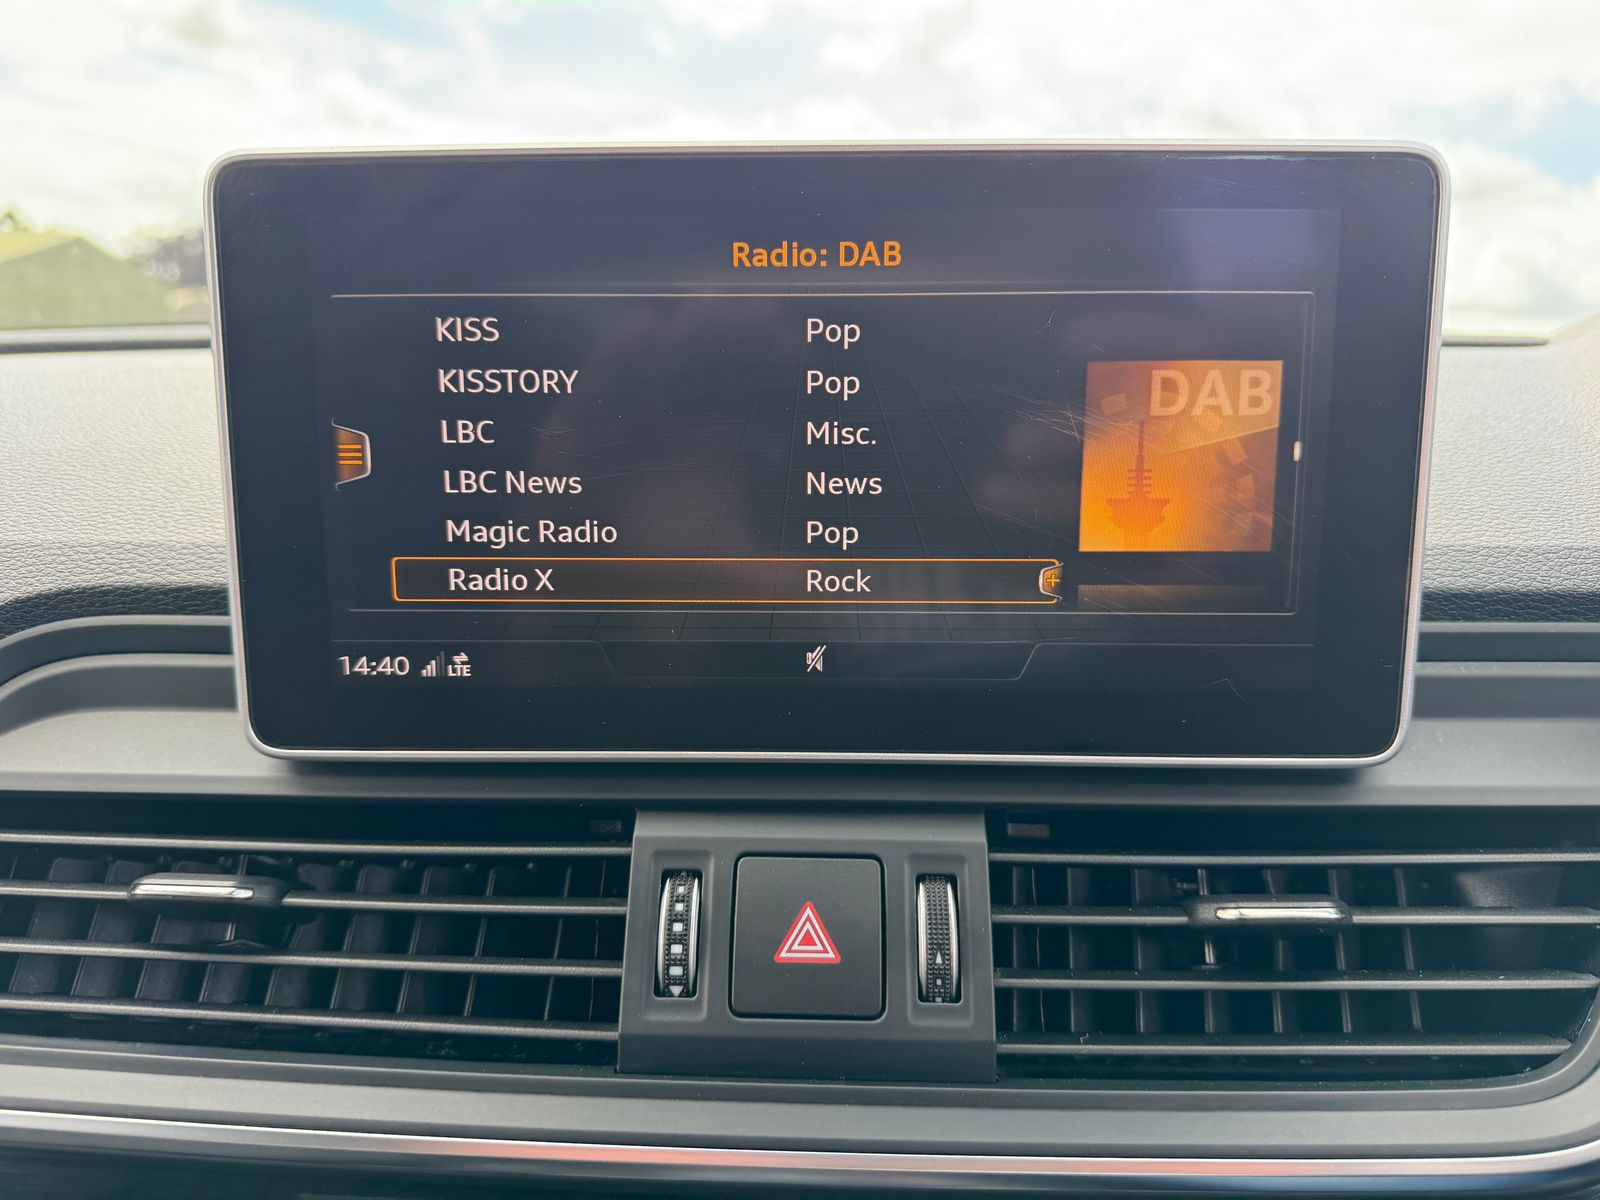 Radio: DAB
KISS Pop
KISSTORY Pop
LBC Misc.
LBC News News
Magic Radio Pop
Radio X Rock
DAB
14:40 LTE